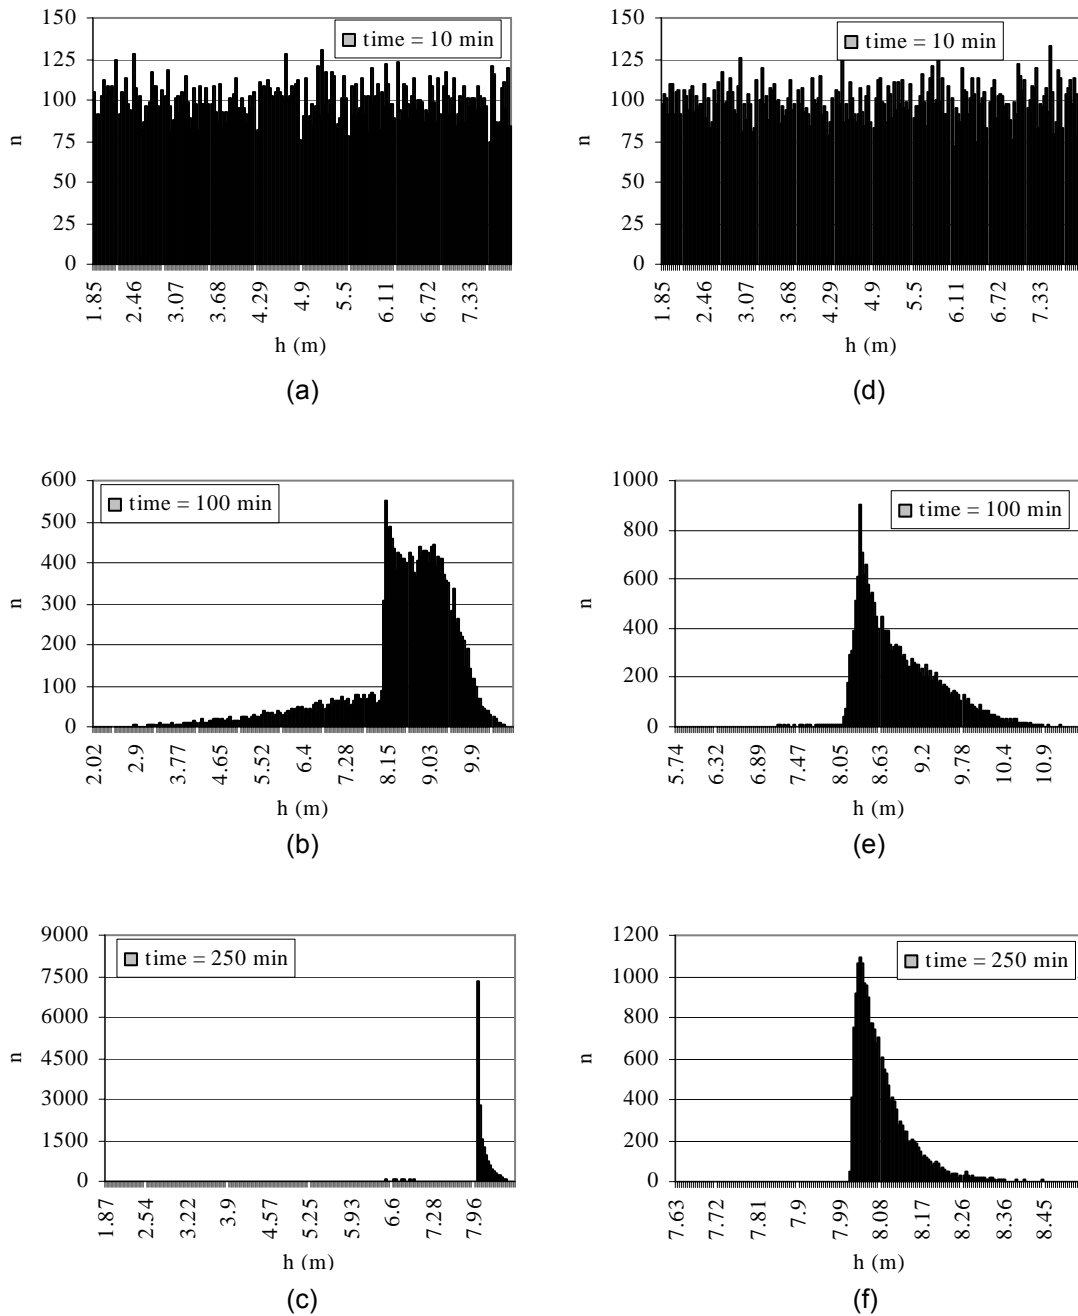 150
125
100
75
50
25
0
n
time = 10 min
1.85 2.46 3.07 3.68 4.29 4.9 5.5 6.11 6.72 7.33
h (m)
(a)
150
125
100
75
50
25
0
n
time = 10 min
1.85 2.46 3.07 3.68 4.29 4.9 5.5 6.11 6.72 7.33
h (m)
(d)
600
500
400
300
200
100
0
n
time = 100 min
2.02 2.9 3.77 4.65 5.52 6.4 7.28 8.15 9.03 9.9
h (m)
(b)
1000
800
600
400
200
0
n
time = 100 min
5.74 6.32 6.89 7.47 8.05 8.63 9.2 9.78 10.4 10.9
h (m)
(e)
9000
7500
6000
4500
3000
1500
0
n
time = 250 min
1.87 2.54 3.22 3.9 4.57 5.25 5.93 6.6 7.28 7.96
h (m)
(c)
1200
1000
800
600
400
200
0
n
time = 250 min
7.63 7.72 7.81 7.9 7.99 8.08 8.17 8.26 8.36 8.45
h (m)
(f)